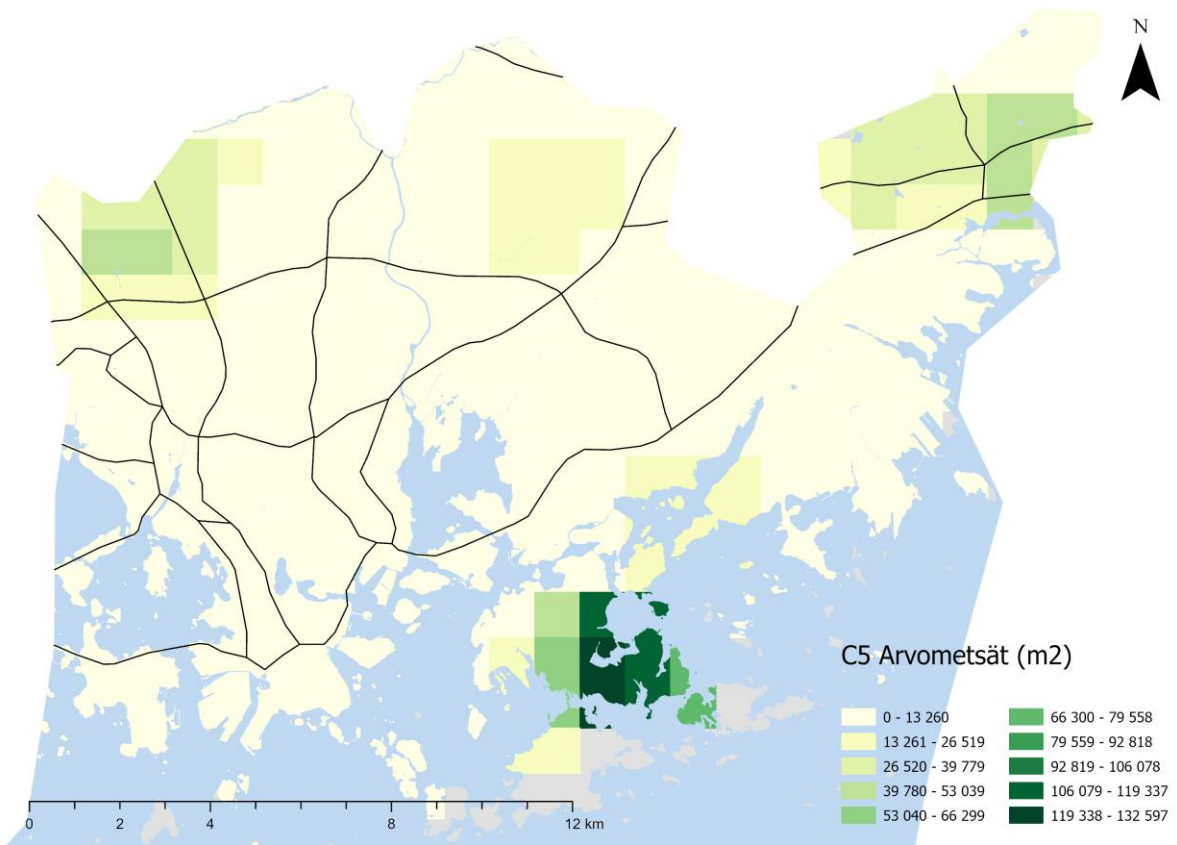 N
C5 Arvometsät (m2)
0 - 13 260
13 261 - 26 519
26 520 - 39 779
39 780 - 53 039
53 040 - 66 299
66 300 - 79 558
79 559 - 92 818
92 819 - 106 078
106 079 - 119 337
119 338 - 132 597
0 2 4 8 12 km